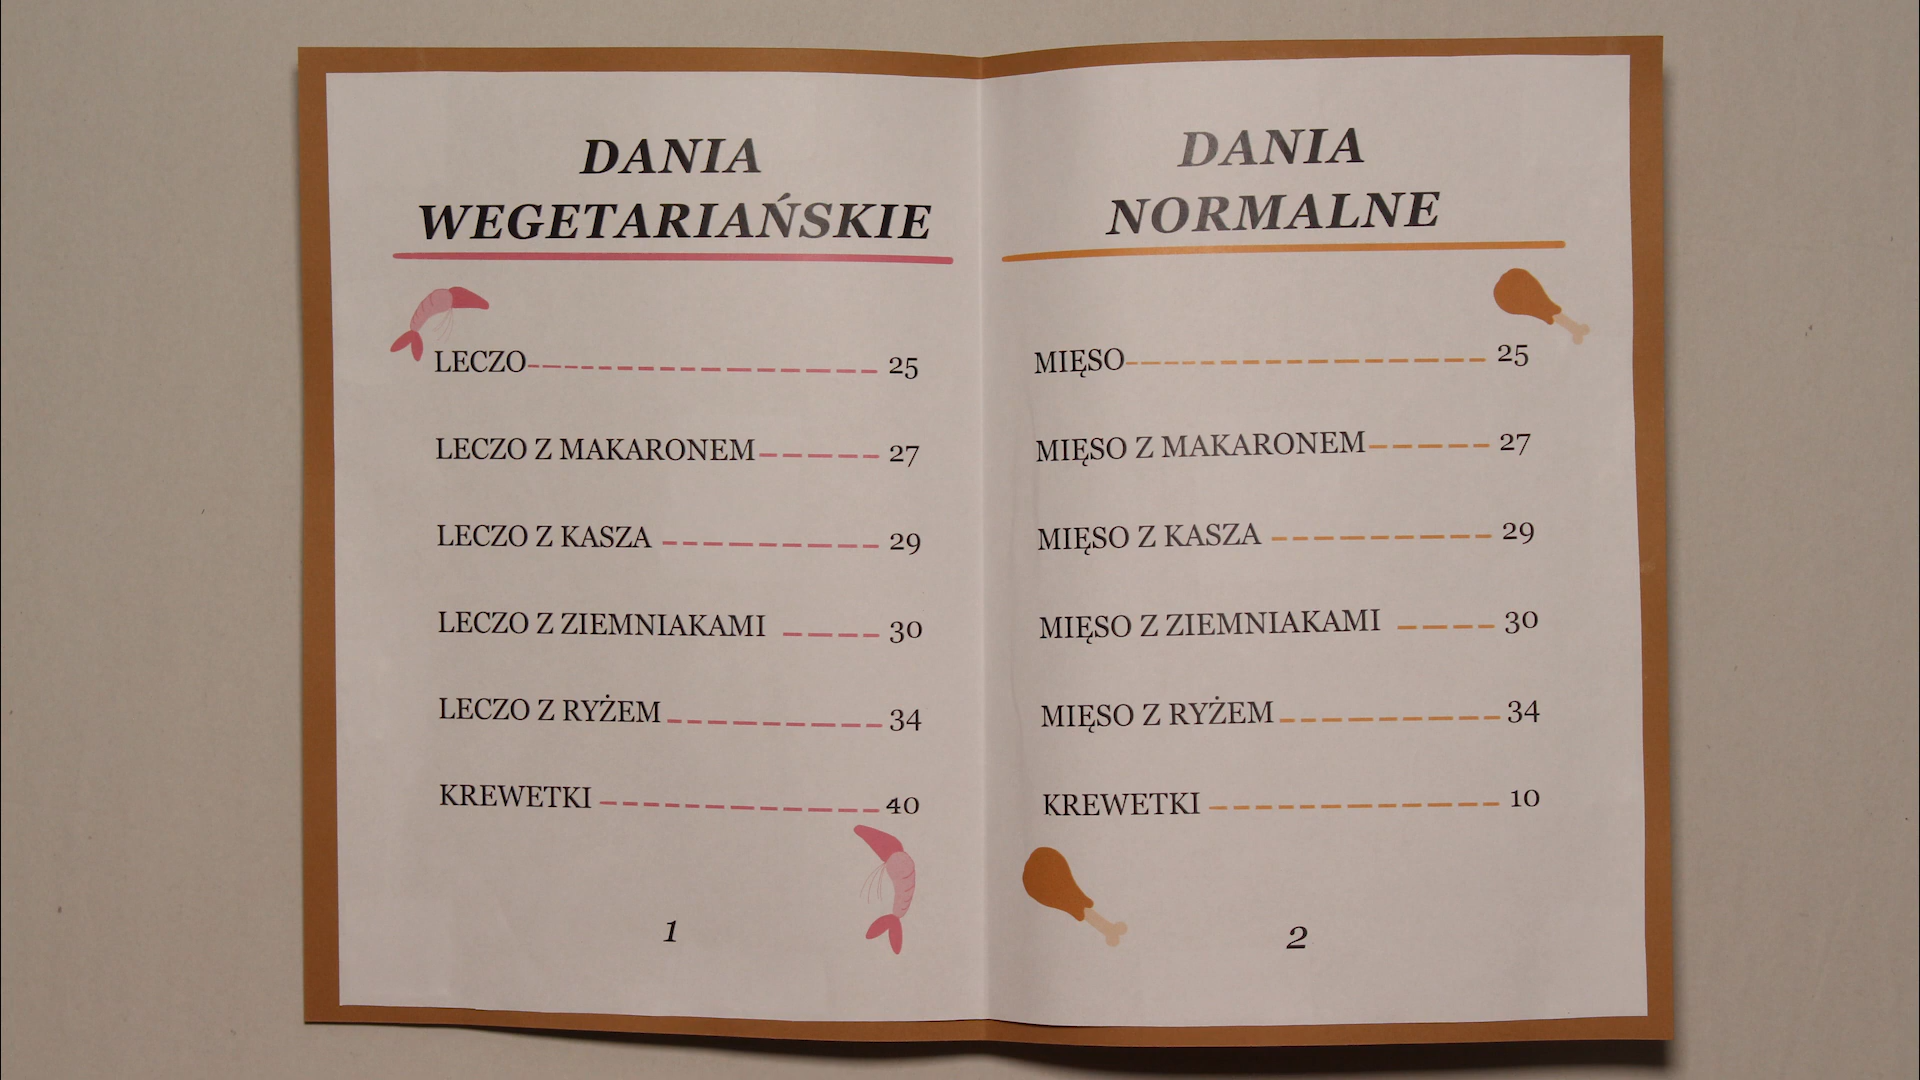 DANIA
WEGETARIAŃSKIE
LECZO 25
LECZO Z MAKARONEM 27
LECZO Z KASZA 29
LECZO Z ZIEMNIAKAMI 30
LECZO Z RYŻEM 34
KREWETKI 40
1
DANIA
NORMALNE
MIĘSO 25
MIĘSO Z MAKARONEM 27
MIĘSO Z KASZA 29
MIĘSO Z ZIEMNIAKAMI 30
MIĘSO Z RYŻEM 34
KREWETKI 10
2